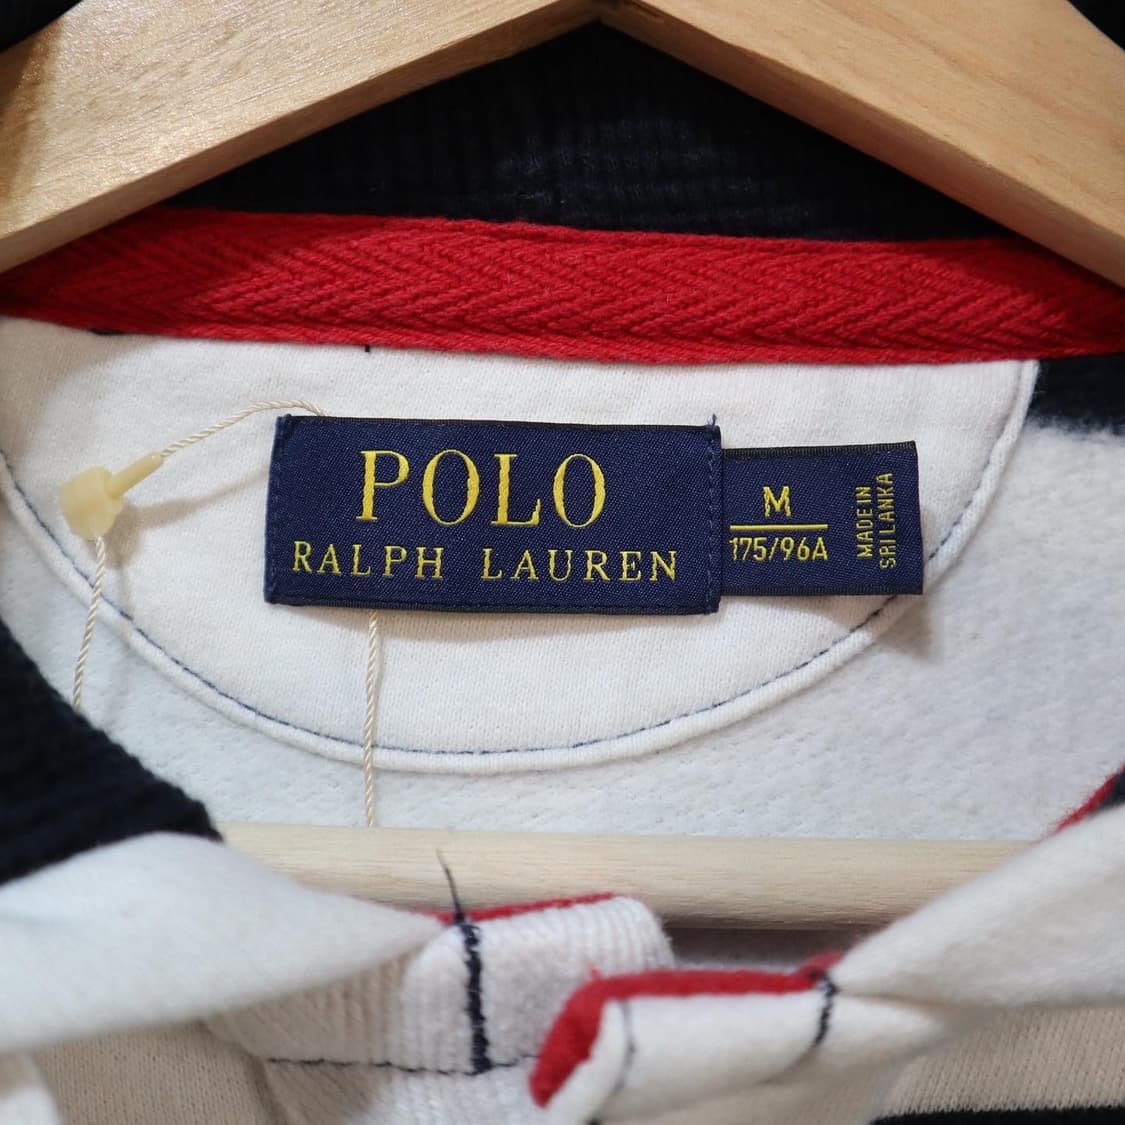 POLO
RALPH LAUREN
M
175/96A
MADE IN
SRI LANKA